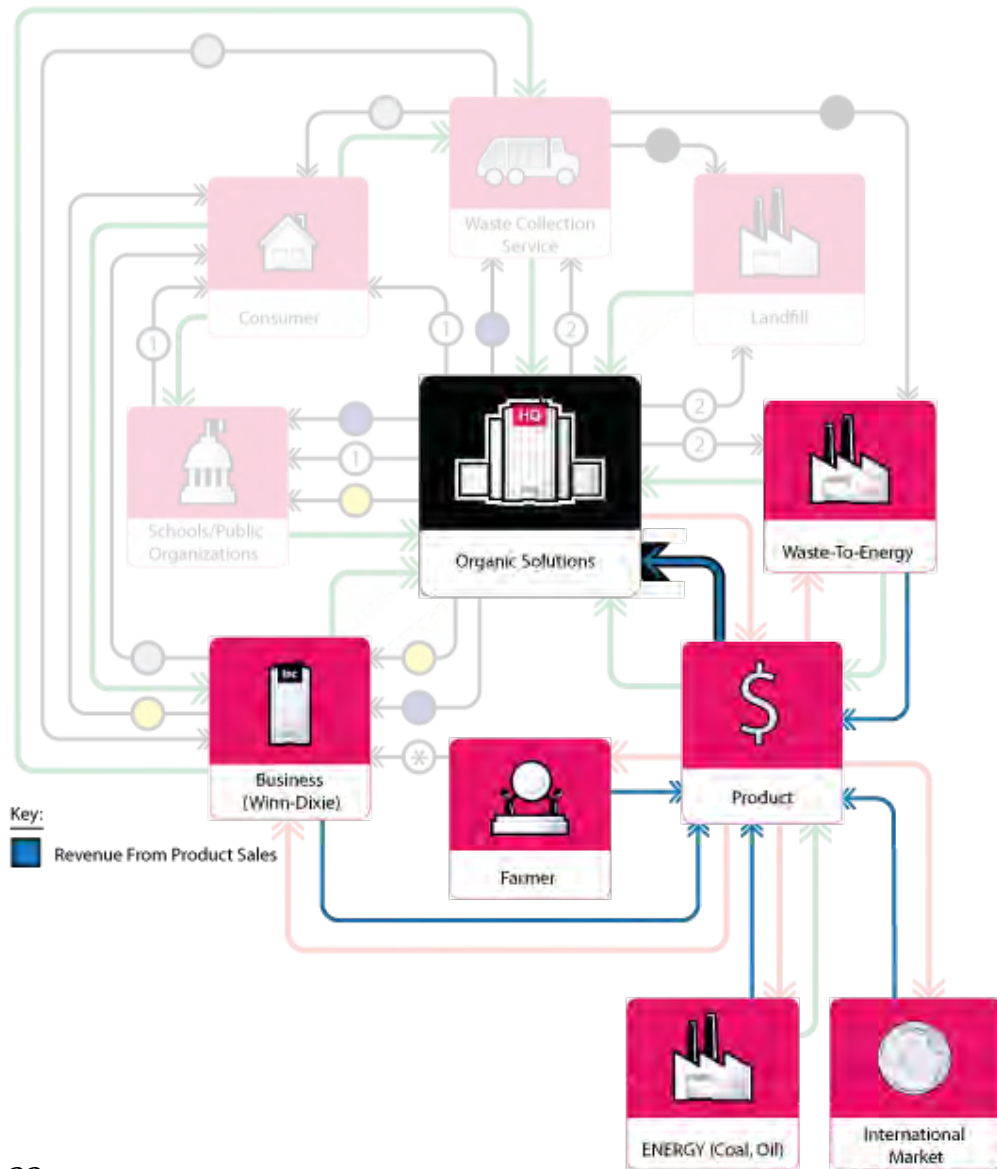 Waste Collection
Service
Consumer
Landfill
1
1
2
HQ
2
1
2
Schools/Public
Organizations
Organic Solutions
Waste-To-Energy
Inc
$
*
Business
(Winn-Dixie)
Product
Key:
Revenue From Product Sales
Farmer
ENERGY (Coal, Oil)
International
Market